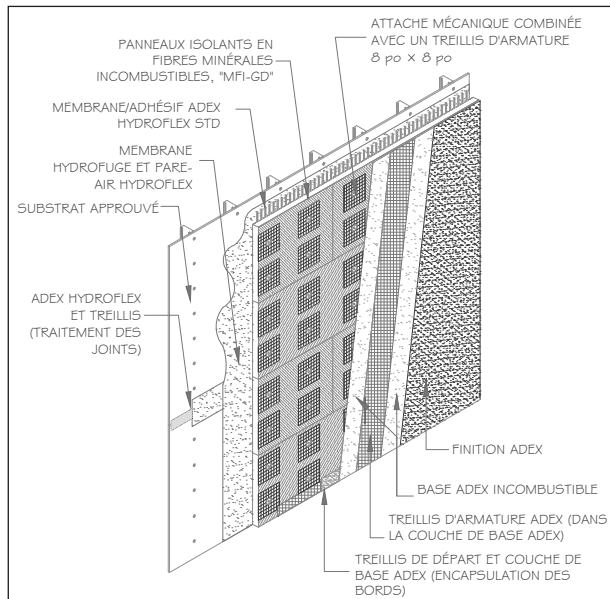 ATTACHE MÉCANIQUE COMBINÉE
AVEC UN TREILLIS D'ARMATURE
8 po x 8 po
PANNEAUX ISOLANTS EN
FIBRES MINÉRALES
INCOMBUSTIBLES, "MFI-GD"
MEMBRANE/ADHÉSIF ADEX
HYDROFLEX STD
MEMBRANE
HYDROFUGE ET PARE-
AIR HYDROFLEX
SUBSTRAT APPROUVÉ
ADEX HYDROFLEX
ET TREILLIS
(TRAITEMENT DES
JOINTS)
FINITION ADEX
BASE ADEX INCOMBUSTIBLE
TREILLIS D'ARMATURE ADEX (DANS
LA COUCHE DE BASE ADEX)
TREILLIS DE DÉPART ET COUCHE DE
BASE ADEX (ENCAPSULATION DES
BORDS)